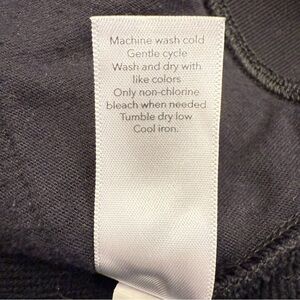 Machine wash cold
Gentle cycle
Wash and dry with
like colors
Only non-chlorine
bleach when needed
Tumble dry low
Cool iron.